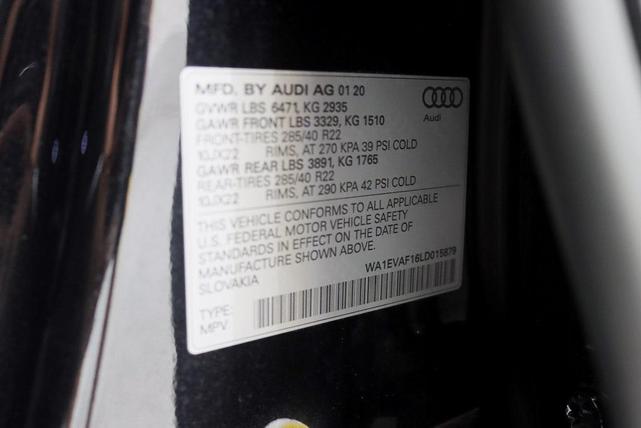 MFD. BY AUDI AG 01 20
GVWR LBS 6471, KG 2935
GAWR FRONT LBS 3329, KG 1510
FRONT-TIRES 285/40 R22
10JX22 RIMS, AT 270 KPA 39 PSI COLD
GAWR REAR LBS 3891, KG 1765
REAR-TIRES 285/40 R22
10JX22 RIMS, AT 290 KPA 42 PSI COLD
Audi
THIS VEHICLE CONFORMS TO ALL APPLICABLE
U.S. FEDERAL MOTOR VEHICLE SAFETY
STANDARDS IN EFFECT ON THE DATE OF
MANUFACTURE SHOWN ABOVE.
SLOVAKIA
WA1EVAF16LD015879
TYPE:
MPV